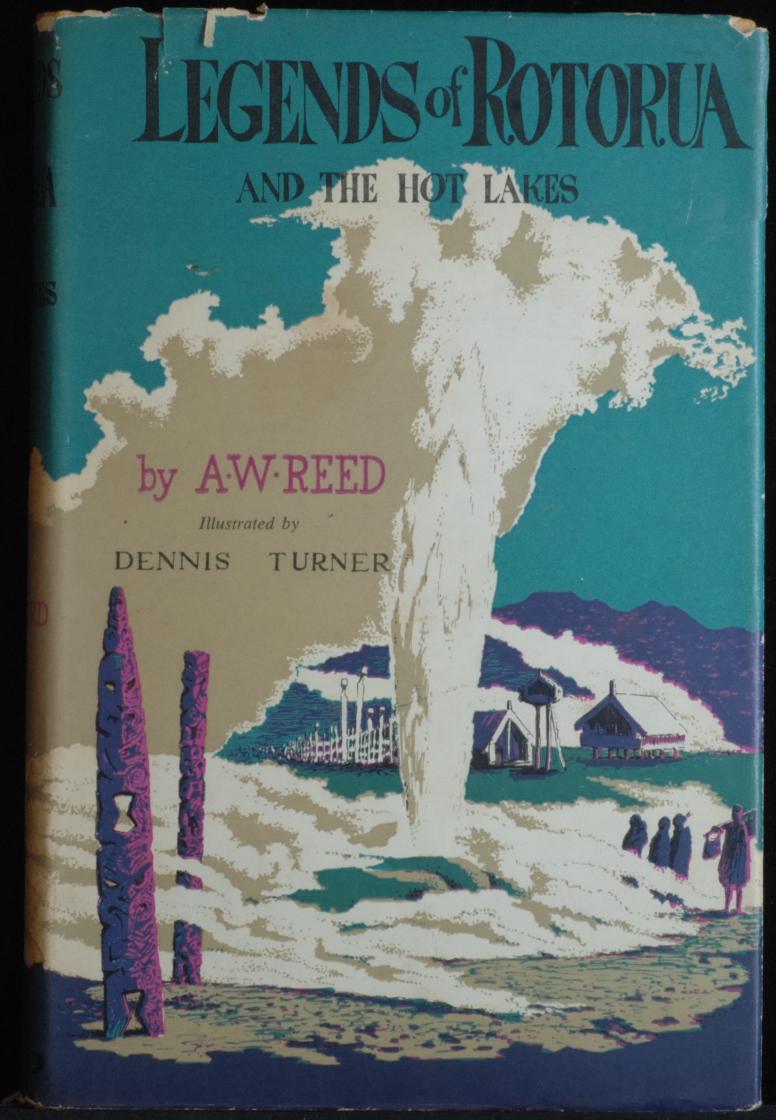 LEGENDS of ROTORUA
AND THE HOT LAKES
by A·W·REED
Illustrated by
DENNIS TURNER